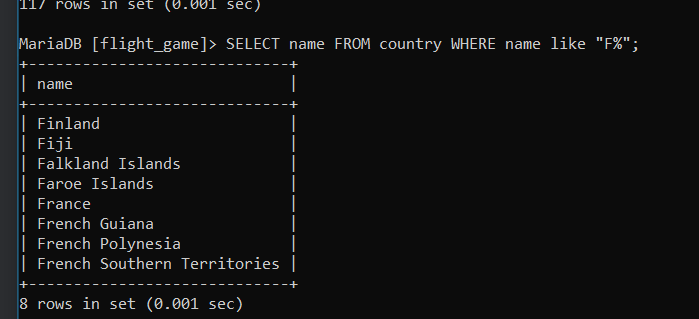 117 rows in set (0.001 sec)
MariaDB [flight_game]> SELECT name FROM country WHERE name like "F%";
+-----------------------------+
| name                        |
+-----------------------------+
| Finland                     |
| Fiji                        |
| Falkland Islands            |
| Faroe Islands               |
| France                      |
| French Guiana               |
| French Polynesia            |
| French Southern Territories |
+-----------------------------+
8 rows in set (0.001 sec)